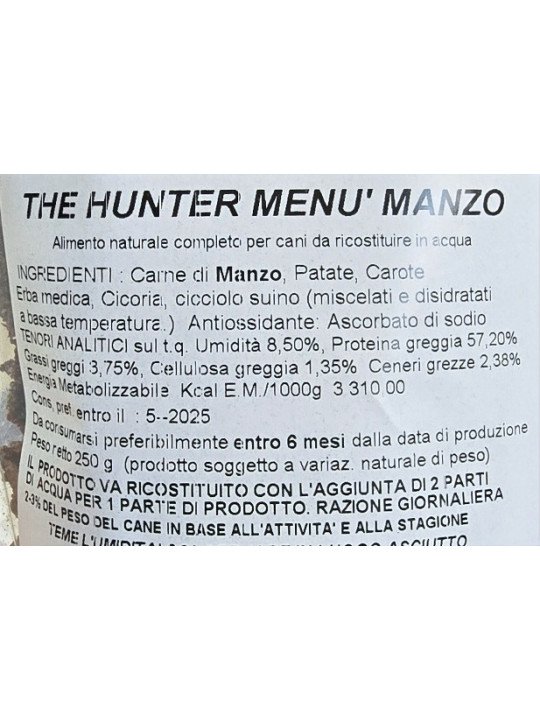 THE HUNTER MENU' MANZO
Alimento naturale completo per cani da ricostituire in acqua
INGREDIENTI : Carne di Manzo, Patate, Carote
Erba medica, Cicoria, cicciolo suino (miscelati e disidratati
a bassa temperatura.) Antiossidante: Ascorbato di sodio
TENORI ANALITICI sul t.q. Umidità 8,50%, Proteina greggia 57,20%
Grassi greggi 3,75%, Cellulosa greggia 1,35% Ceneri grezze 2,38%
Energia Metabolizzabile Kcal E.M./1000g 3 310.00
Cons. pref. entro il : 5--2025
Da consumarsi preferibilmente entro 6 mesi dalla data di produzione
Peso netto 250 g (prodotto soggetto a variaz. naturale di peso)
IL PRODOTTO VA RICOSTITUITO CON L'AGGIUNTA DI 2 PARTI
DI ACQUA PER 1 PARTE DI PRODOTTO. RAZIONE GIORNALIERA
2-3% DEL PESO DEL CANE IN BASE ALL'ATTIVITA' E ALLA STAGIONE
TEME L'UMIDITA' ASCIUTTO